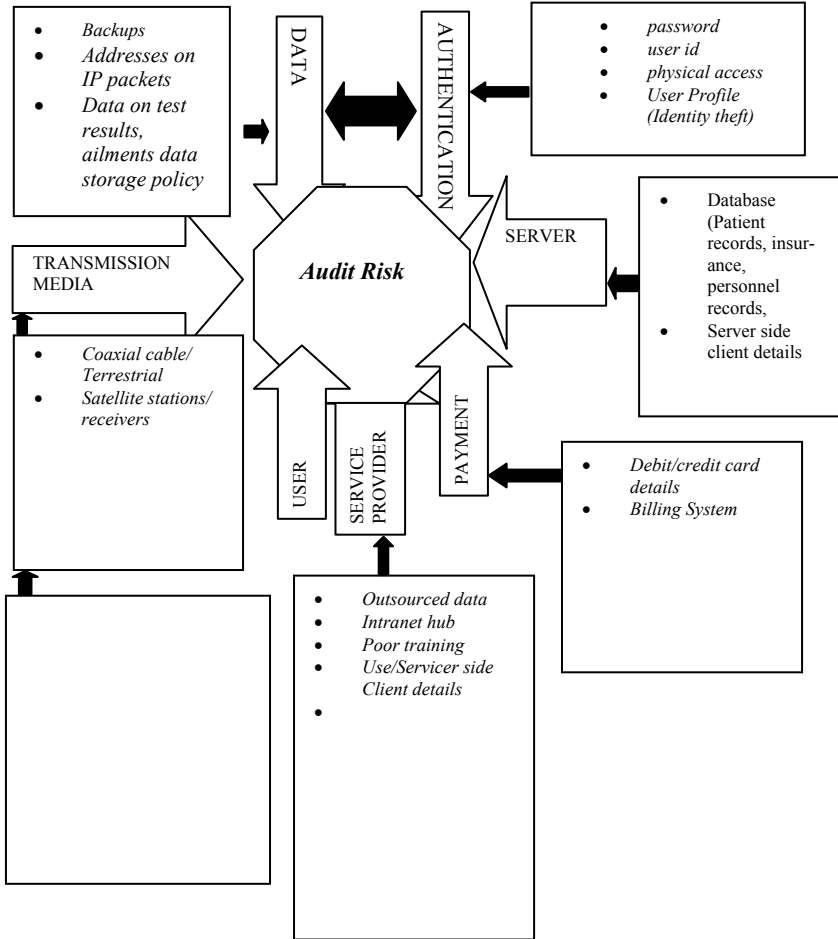 Backups
Addresses on
IP packets
Data on test
results,
ailments data
storage policy
DATA
AUTHENTICATION
password
user id
physical access
User Profile
(Identity theft)
TRANSMISSION
MEDIA
Audit Risk
SERVER
Database
(Patient
records, insur-
ance,
personnel
records,
Server side
client details
Coaxial cable/
Terrestrial
Satellite stations/
receivers
USER
SERVICE
PROVIDER
PAYMENT
Debit/credit card
details
Billing System
Outsourced data
Intranet hub
Poor training
Use/Servicer side
Client details